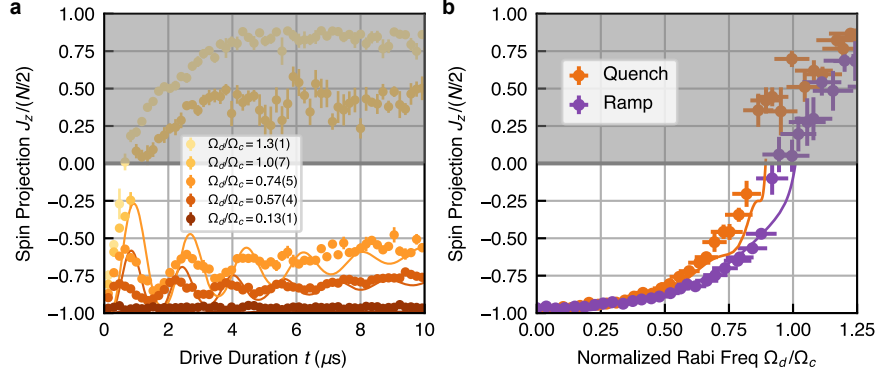 a
1.00
0.75
0.50
0.25
0.00
−0.25
−0.50
−0.75
−1.00
Spin Projection J_z/(N/2)
Ω_d/Ω_c = 1.3(1)
Ω_d/Ω_c = 1.0(7)
Ω_d/Ω_c = 0.74(5)
Ω_d/Ω_c = 0.57(4)
Ω_d/Ω_c = 0.13(1)
0
2
4
6
8
10
Drive Duration t (μs)
b
1.00
0.75
0.50
0.25
0.00
−0.25
−0.50
−0.75
−1.00
Spin Projection J_z/(N/2)
Quench
Ramp
0.00
0.25
0.50
0.75
1.00
1.25
Normalized Rabi Freq Ω_d/Ω_c